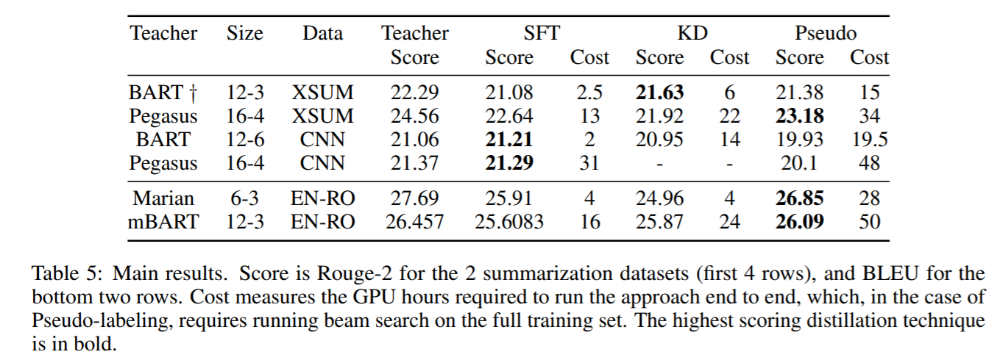 Teacher Size Data Teacher SFT KD Pseudo
Score Score Cost Score Cost Score Cost
BART † 12-3 XSUM 22.29 21.08 2.5 21.63 6 21.38 15
Pegasus 16-4 XSUM 24.56 22.64 13 21.92 22 23.18 34
BART 12-6 CNN 21.06 21.21 2 20.95 14 19.93 19.5
Pegasus 16-4 CNN 21.37 21.29 31 - - 20.1 48
Marian 6-3 EN-RO 27.69 25.91 4 24.96 4 26.85 28
mBART 12-3 EN-RO 26.457 25.6083 16 25.87 24 26.09 50
Table 5: Main results. Score is Rouge-2 for the 2 summarization datasets (first 4 rows), and BLEU for the
bottom two rows. Cost measures the GPU hours required to run the approach end to end, which, in the case of
Pseudo-labeling, requires running beam search on the full training set. The highest scoring distillation technique
is in bold.